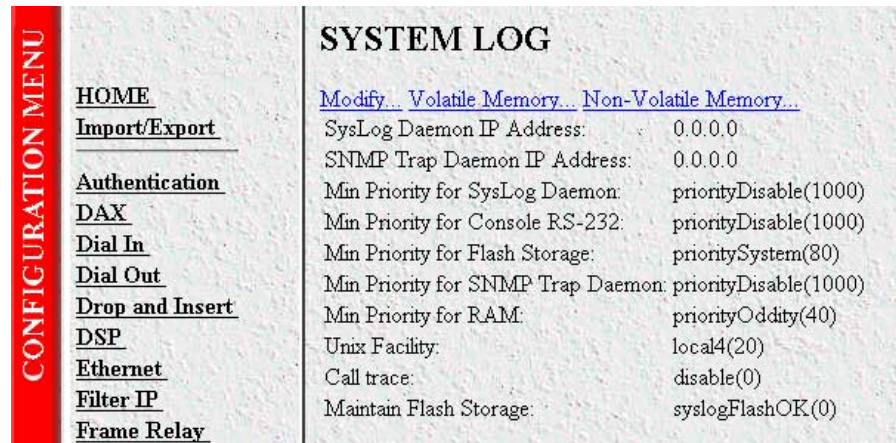 CONFIGURATION MENU
HOME
Import/Export
Authentication
DAX
Dial In
Dial Out
Drop and Insert
DSP
Ethernet
Filter IP
Frame Relay
SYSTEM LOG
Modify... Volatile Memory... Non-Volatile Memory...
SysLog Daemon IP Address: 0.0.0.0
SNMP Trap Daemon IP Address: 0.0.0.0
Min Priority for SysLog Daemon: priorityDisable(1000)
Min Priority for Console RS-232: priorityDisable(1000)
Min Priority for Flash Storage: prioritySystem(80)
Min Priority for SNMP Trap Daemon: priorityDisable(1000)
Min Priority for RAM: priorityOddity(40)
Unix Facility: local4(20)
Call trace: disable(0)
Maintain Flash Storage: syslogFlashOK(0)